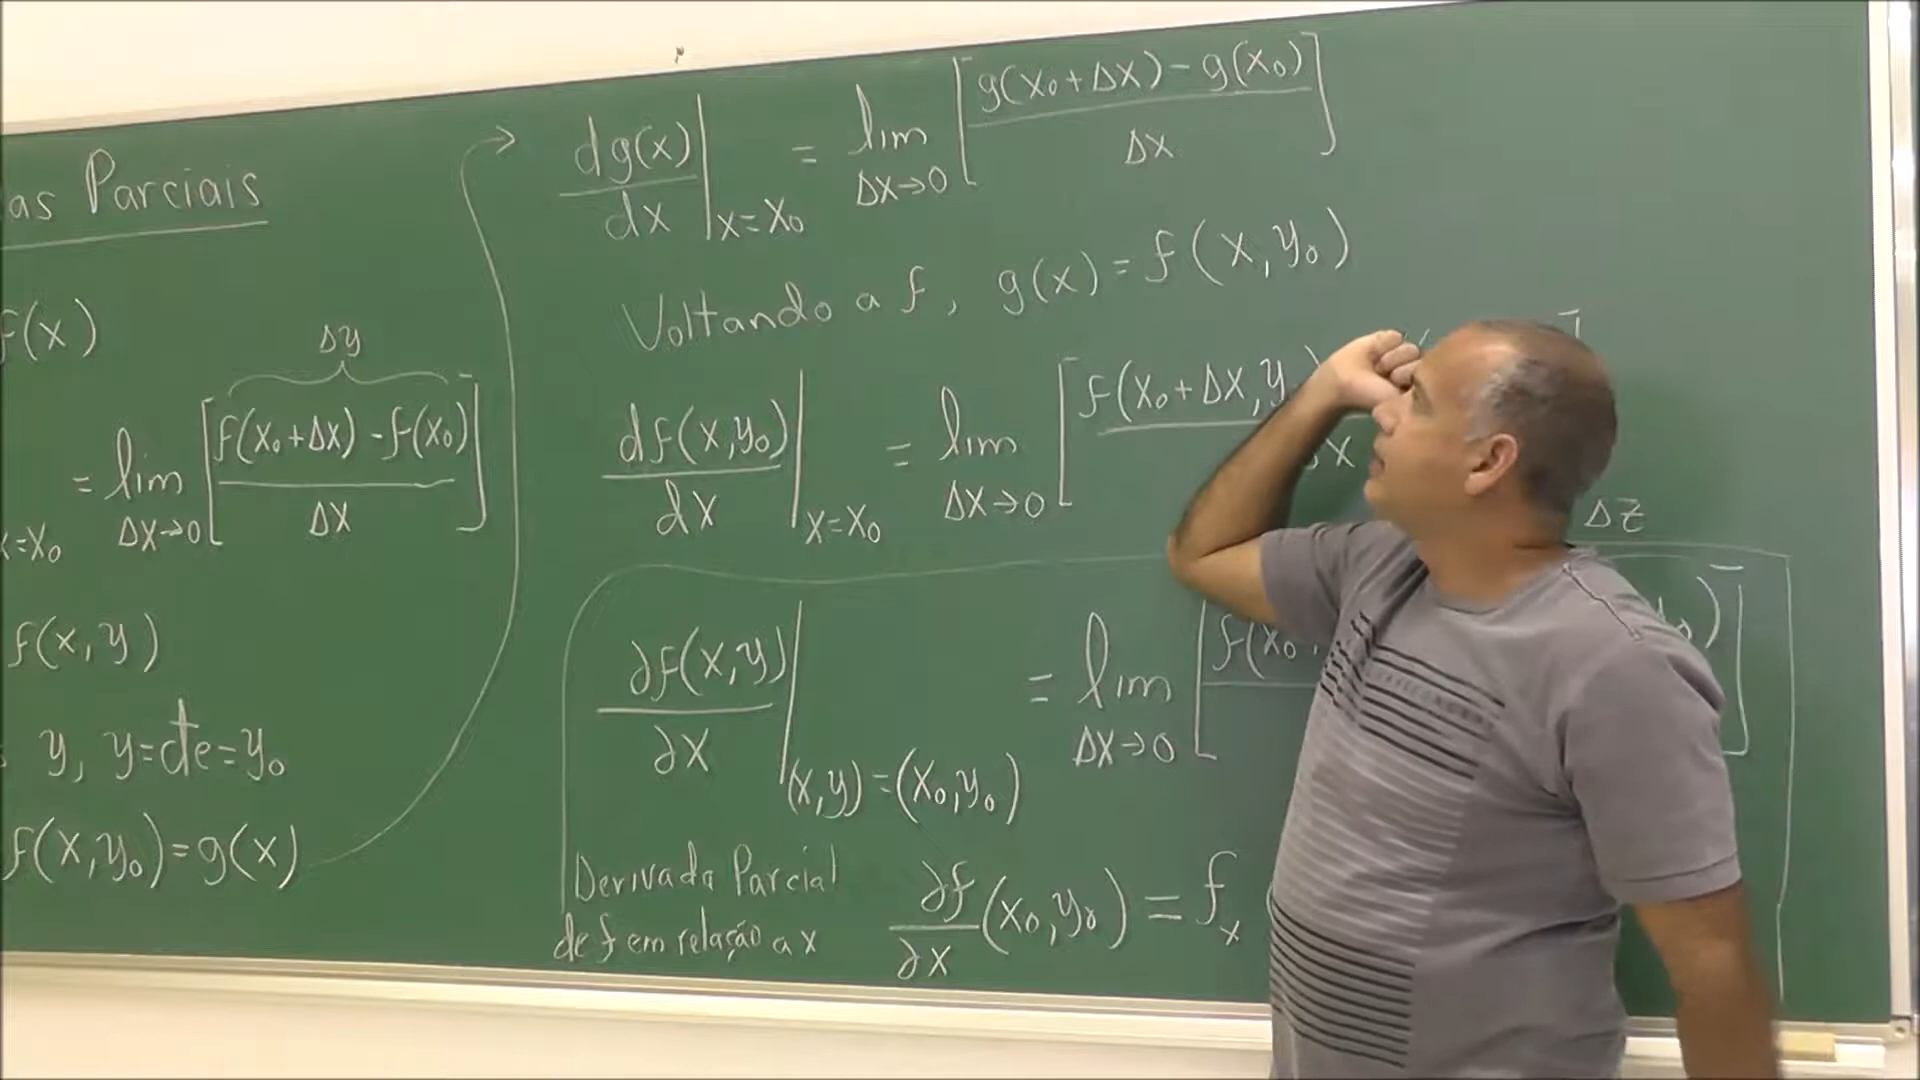 as Parciais
f(x)
Δy
= lim Δx→0 [ f(x₀+Δx) - f(x₀) / Δx ]
x=x₀
f(x,y)
y, y=cte=y₀
f(x,y₀)=g(x)
dg(x)/dx | x=x₀ = lim Δx→0 [ g(x₀+Δx) - g(x₀) / Δx ]
Voltando a f, g(x) = f(x,y₀)
df(x,y₀)/dx | x=x₀ = lim Δx→0 [ f(x₀+Δx,y
x
Δz
∂f(x,y)/∂x | (x,y)=(x₀,y₀) = lim Δx→0 [ f(x₀ ) ]
Derivada Parcial
de f em relação a x
∂f/∂x (x₀,y₀) = fₓ